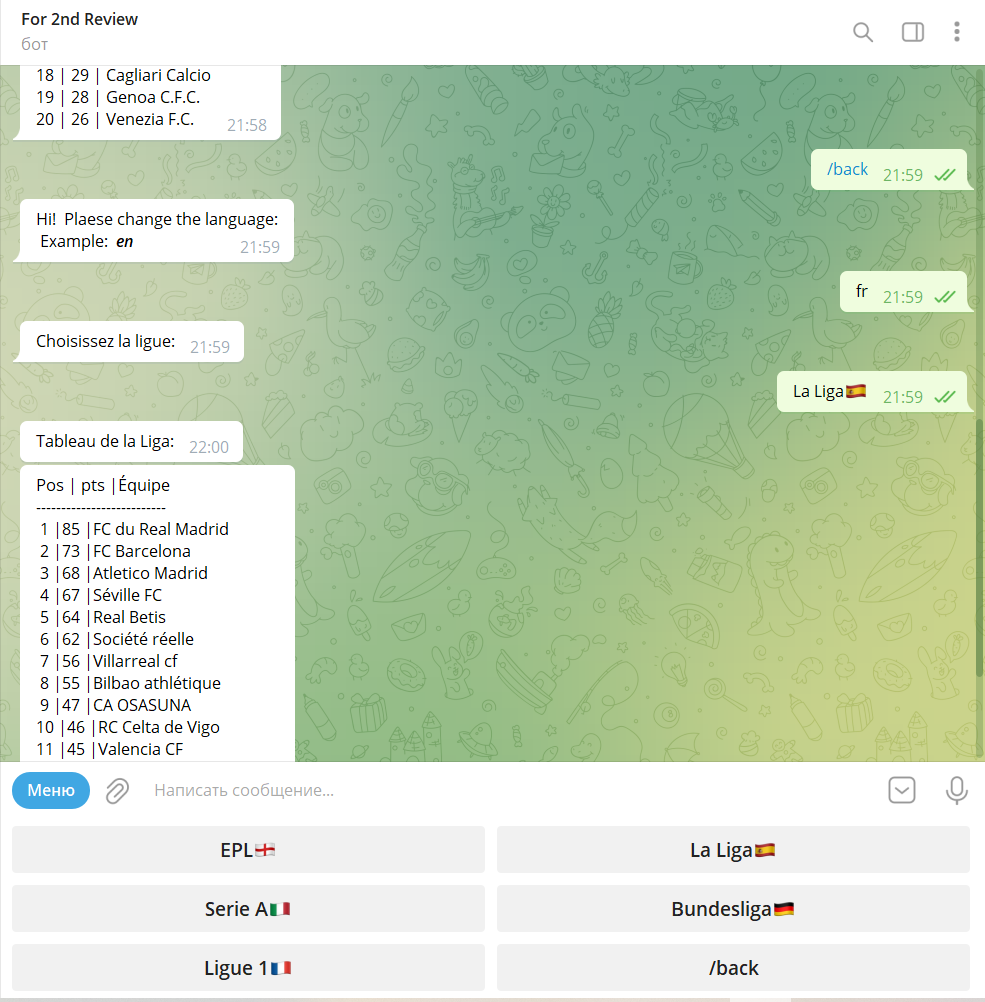 For 2nd Review
бот
18 | 29 | Cagliari Calcio
19 | 28 | Genoa C.F.C.
20 | 26 | Venezia F.C.
21:58
/back 21:59
Hi! Plaese change the language:
Example: en
21:59
fr 21:59
Choisissez la ligue: 21:59
La Liga🇪🇸 21:59
Tableau de la Liga: 22:00
Pos | pts |Équipe
--------------------------
1 |85 |FC du Real Madrid
2 |73 |FC Barcelona
3 |68 |Atletico Madrid
4 |67 |Séville FC
5 |64 |Real Betis
6 |62 |Société réelle
7 |56 |Villarreal cf
8 |55 |Bilbao athlétique
9 |47 |CA OSASUNA
10 |46 |RC Celta de Vigo
11 |45 |Valencia CF
Меню
Написать сообщение...
EPL🏴󠁧󠁢󠁥󠁮󠁧󠁿
La Liga🇪🇸
Serie A🇮🇹
Bundesliga🇩🇪
Ligue 1🇫🇷
/back